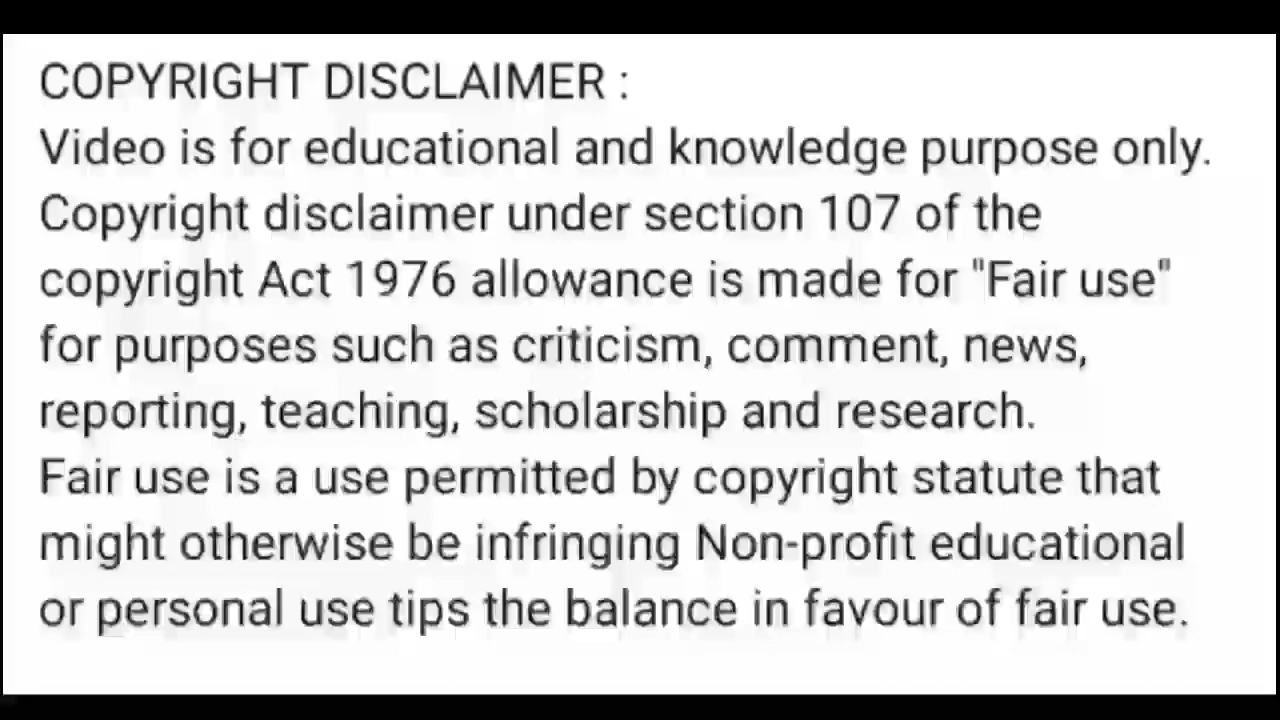 COPYRIGHT DISCLAIMER :
Video is for educational and knowledge purpose only.
Copyright disclaimer under section 107 of the
copyright Act 1976 allowance is made for "Fair use"
for purposes such as criticism, comment, news,
reporting, teaching, scholarship and research.
Fair use is a use permitted by copyright statute that
might otherwise be infringing Non-profit educational
or personal use tips the balance in favour of fair use.